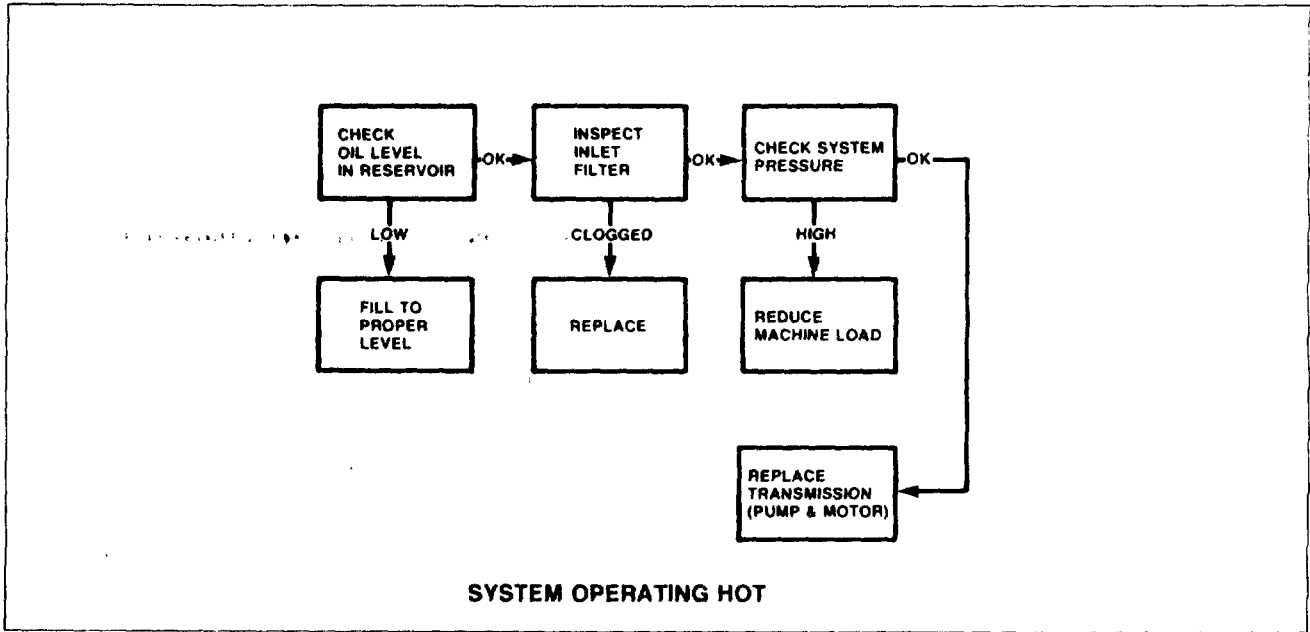 CHECK
OIL LEVEL
IN RESERVOIR
OK
INSPECT
INLET
FILTER
OK
CHECK SYSTEM
PRESSURE
OK
LOW
CLOGGED
HIGH
FILL TO
PROPER
LEVEL
REPLACE
REDUCE
MACHINE LOAD
REPLACE
TRANSMISSION
(PUMP & MOTOR)
SYSTEM OPERATING HOT